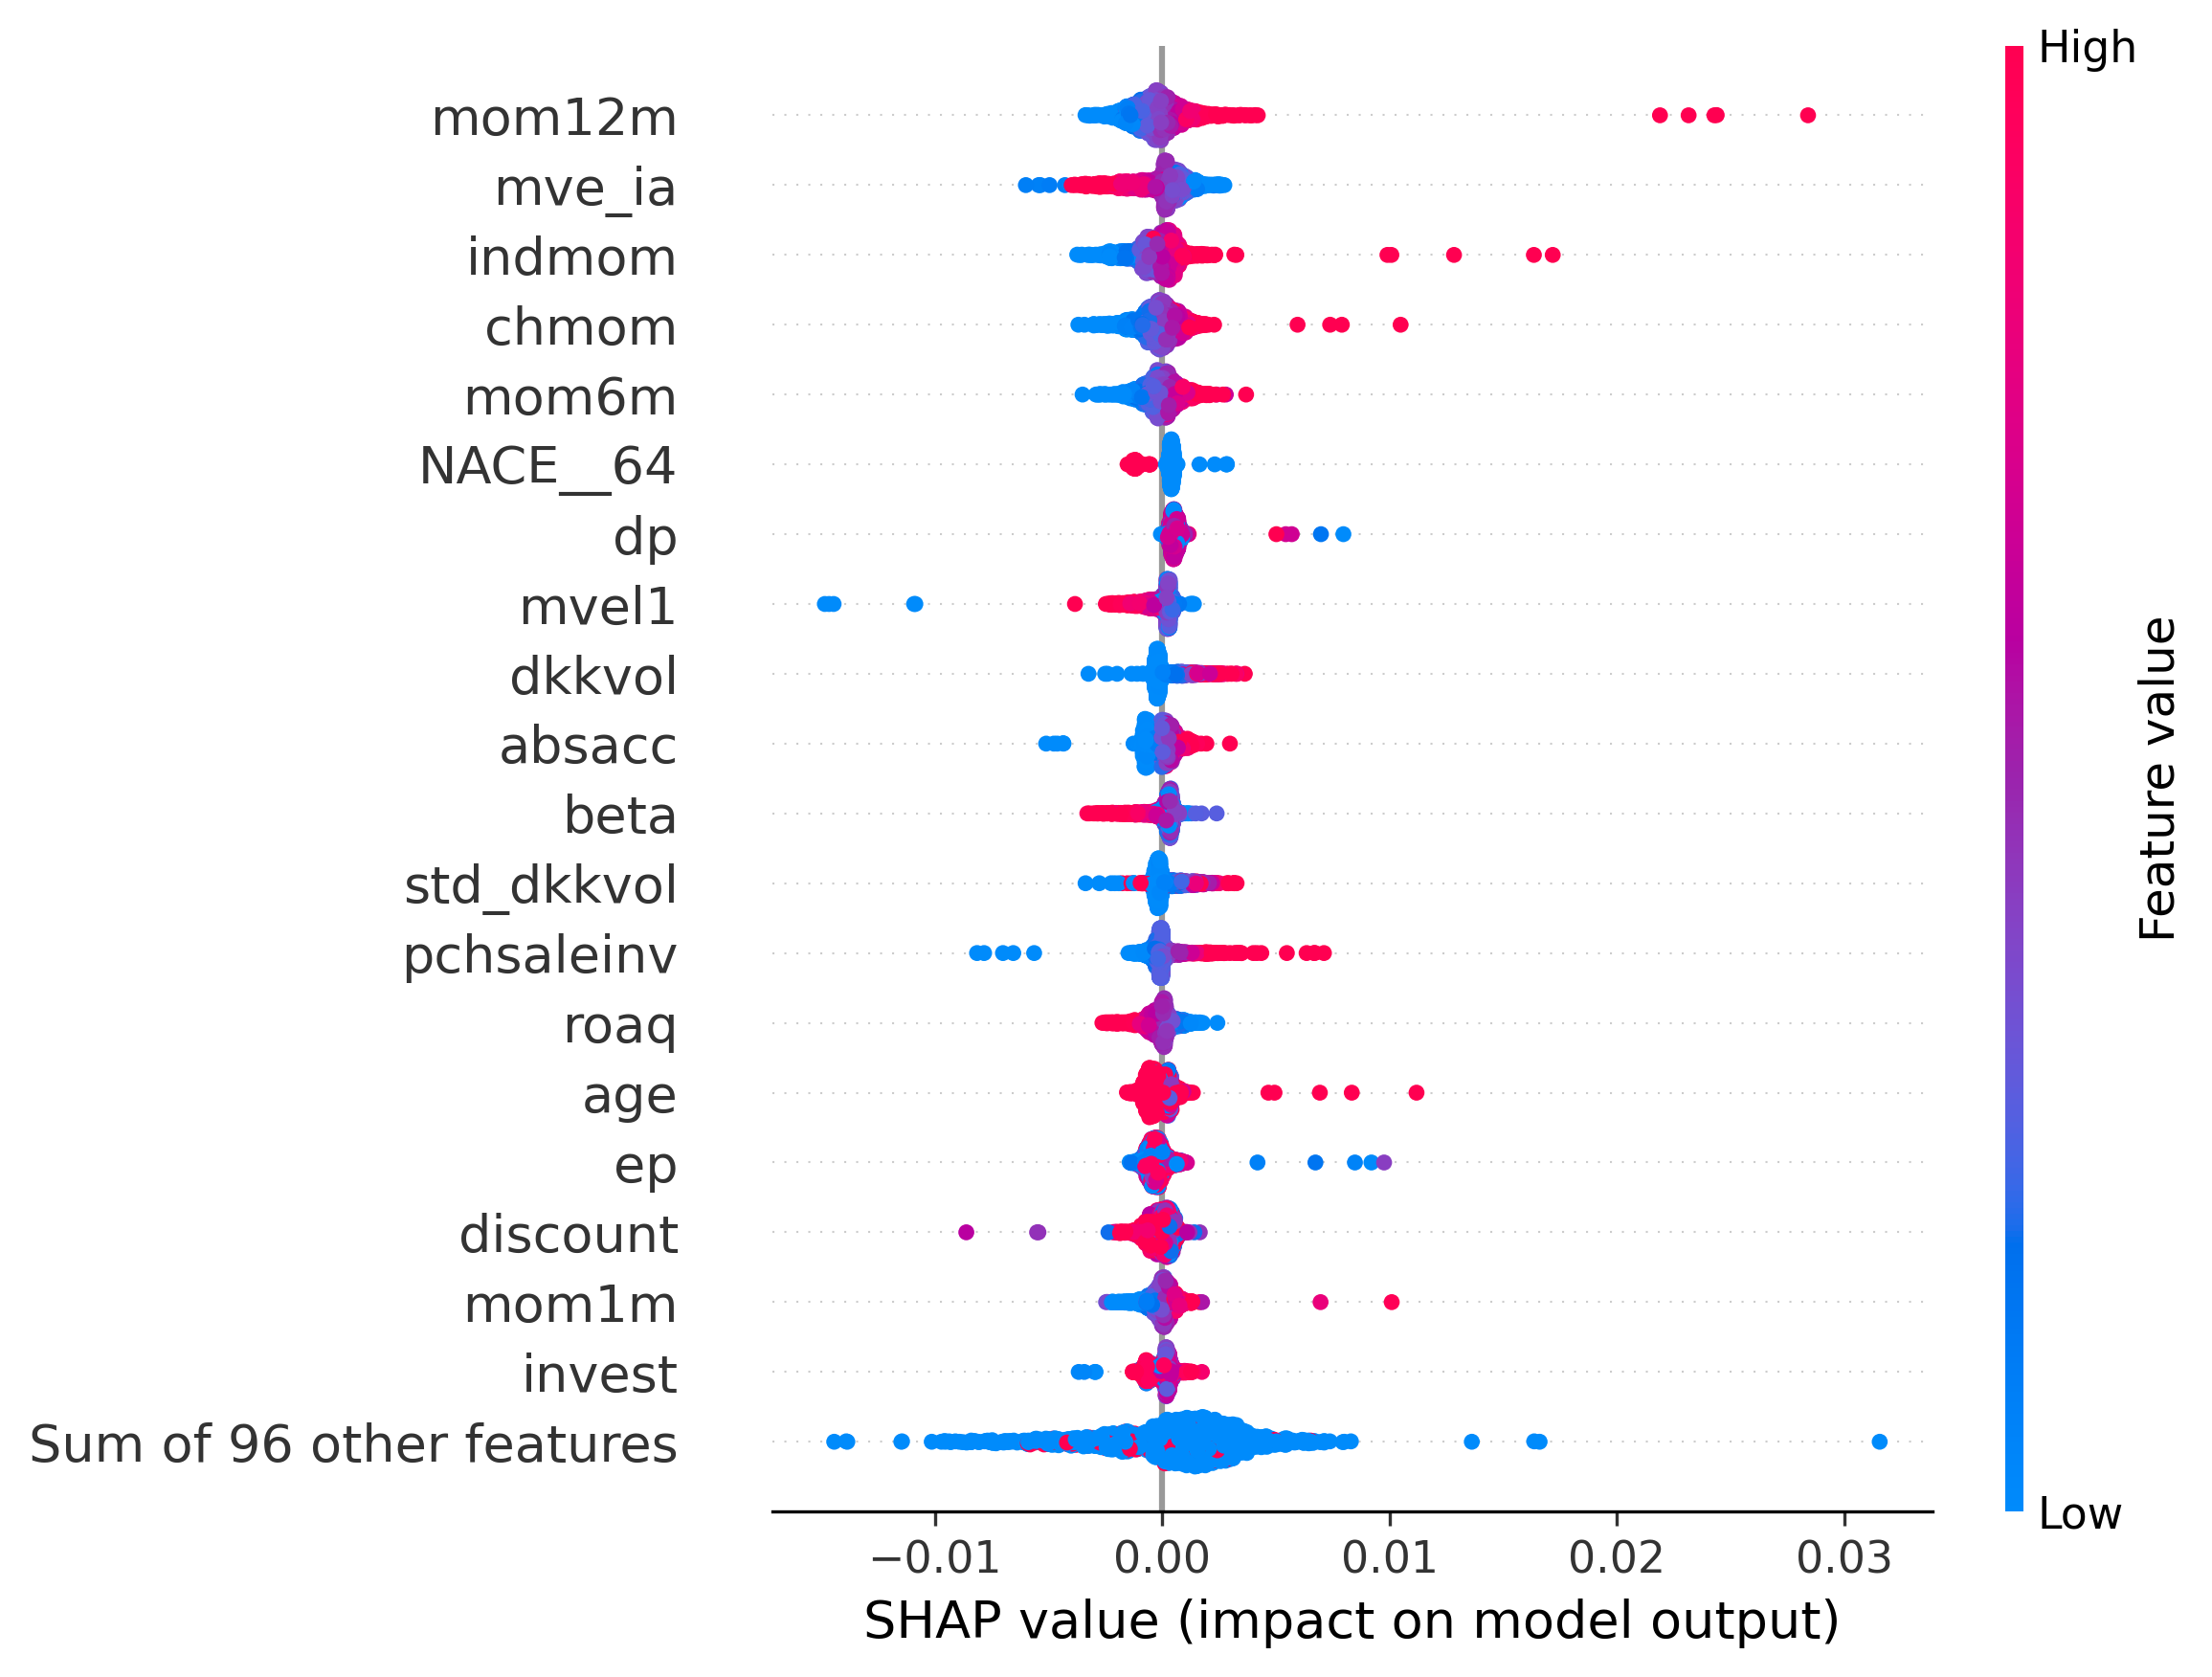 High
mom12m
mve_ia
indmom
chmom
mom6m
NACE__64
dp
mvel1
dkkvol
absacc
beta
std_dkkvol
pchsaleinv
roaq
age
ep
discount
mom1m
invest
Sum of 96 other features
Low
Feature value
−0.01 0.00 0.01 0.02 0.03
SHAP value (impact on model output)